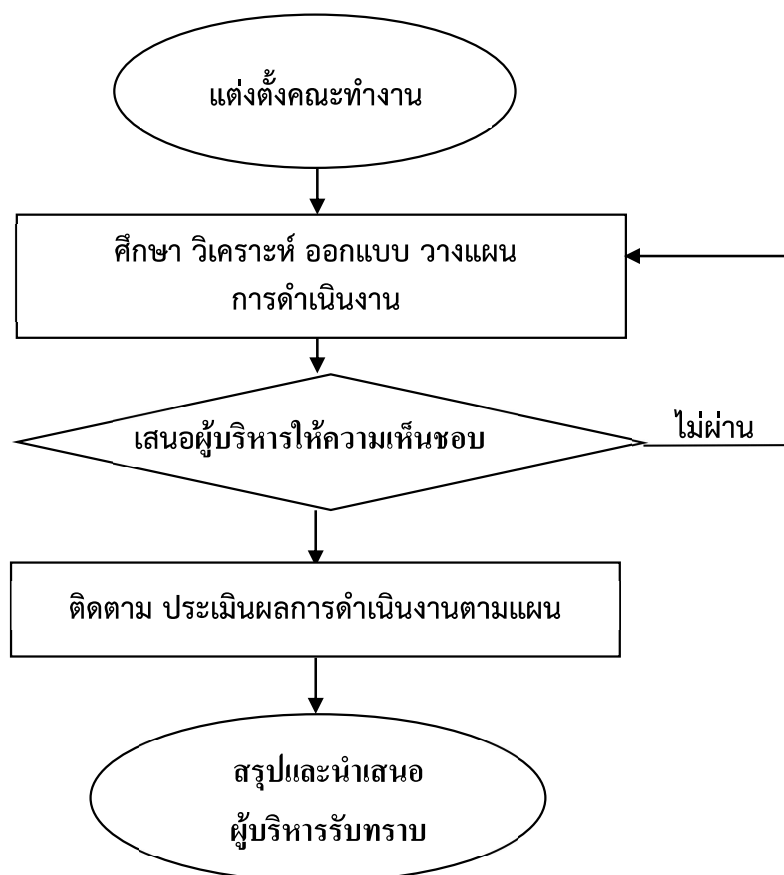 แต่งตั้งคณะทำงาน
ศึกษา วิเคราะห์ ออกแบบ วางแผน
การดำเนินงาน
เสนอผู้บริหารให้ความเห็นชอบ
ไม่ผ่าน
ติดตาม ประเมินผลการดำเนินงานตามแผน
สรุปและนำเสนอ
ผู้บริหารรับทราบ